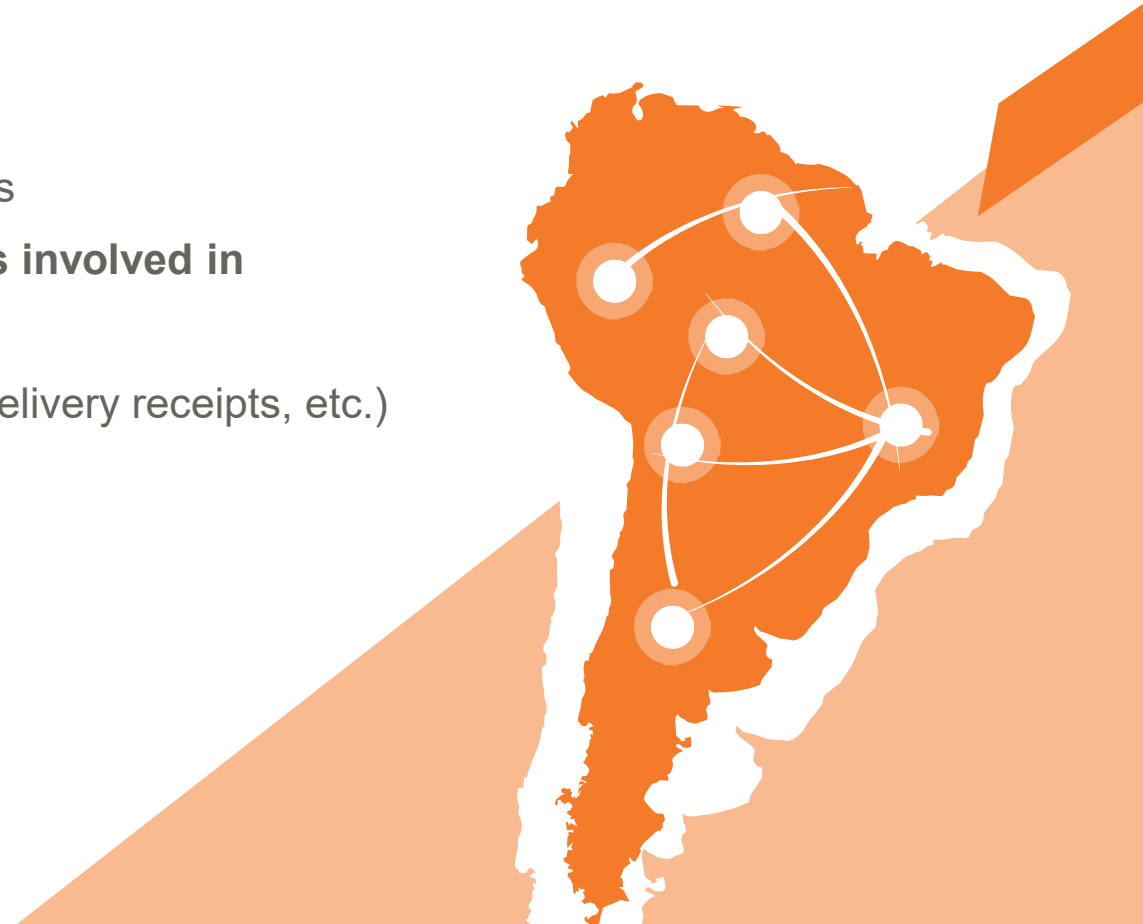 s
s involved in
elivery receipts, etc.)